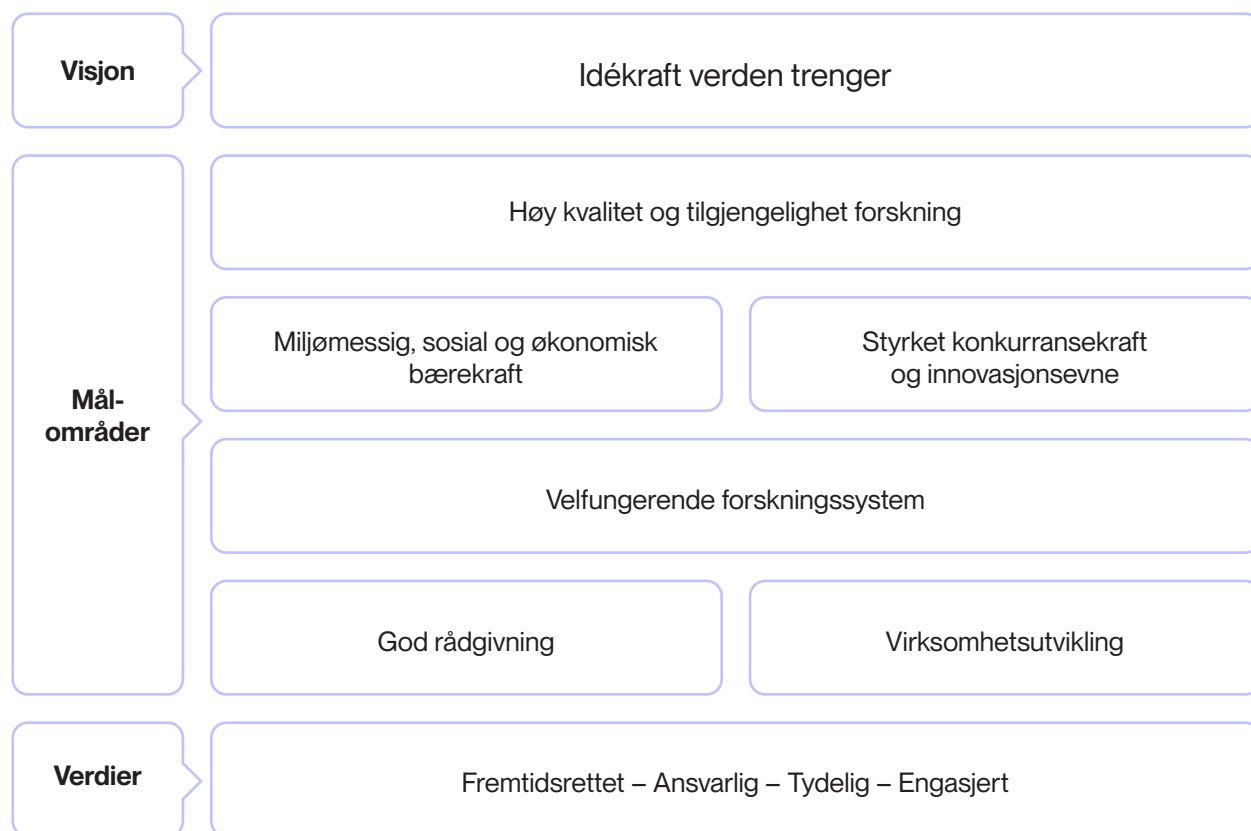 Visjon
Idékraft verden trenger
Høy kvalitet og tilgjengelighet forskning
Mål-
områder
Miljømessig, sosial og økonomisk
bærekraft
Styrket konkurransekraft
og innovasjonsevne
Velfungerende forskningssystem
God rådgivning
Virksomhetsutvikling
Verdier
Fremtidsrettet – Ansvarlig – Tydelig – Engasjert